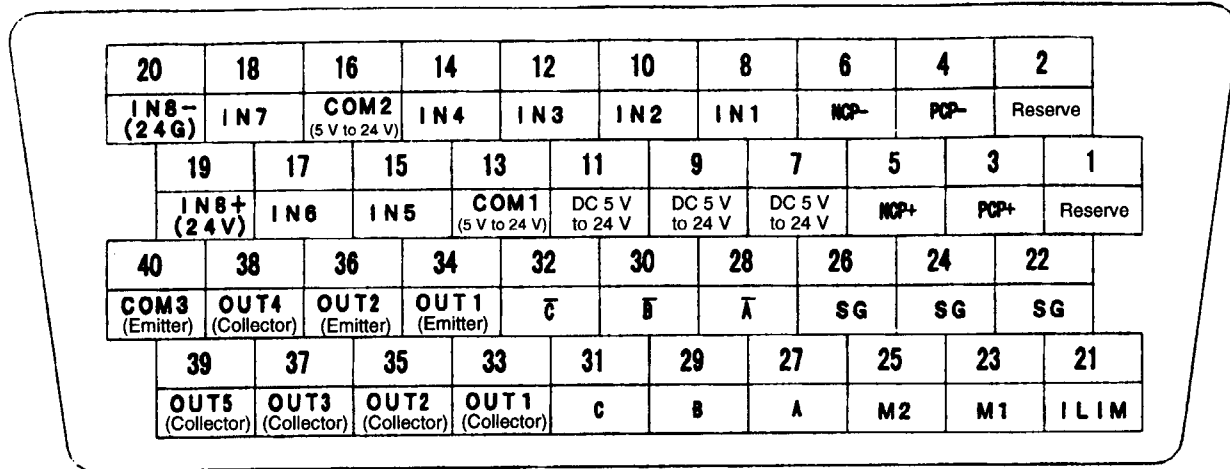 20 18 16 14 12 10 8 6 4 2
IN8- (24G) IN7 COM2 (5 V to 24 V) IN4 IN3 IN2 IN1 NCP- PCP- Reserve
19 17 15 13 11 9 7 5 3 1
IN8+ (24V) IN6 IN5 COM1 (5 V to 24 V) DC 5 V to 24 V DC 5 V to 24 V DC 5 V to 24 V NCP+ PCP+ Reserve
40 38 36 34 32 30 28 26 24 22
COM3 (Emitter) OUT4 (Collector) OUT2 (Emitter) OUT1 (Emitter) C̅ B̅ A̅ SG SG SG
39 37 35 33 31 29 27 25 23 21
OUT5 (Collector) OUT3 (Collector) OUT2 (Collector) OUT1 (Collector) C B A M2 M1 ILIM